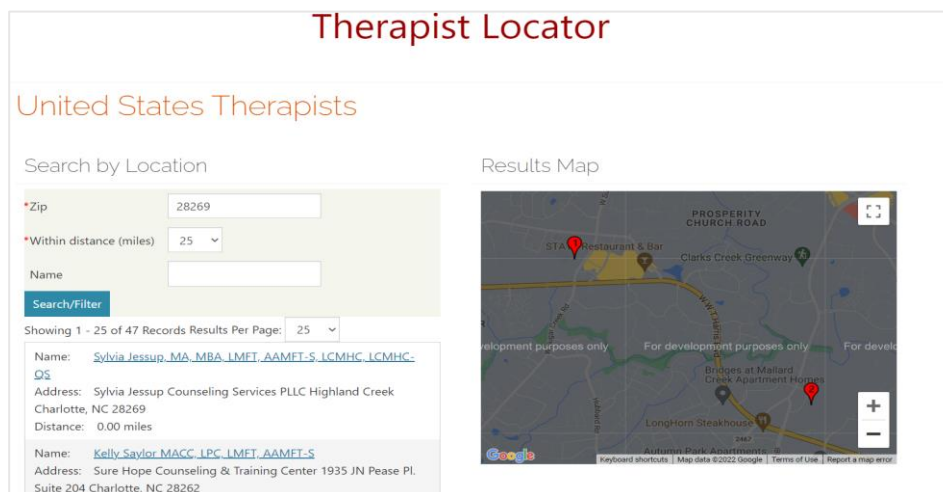 Therapist Locator
United States Therapists
Search by Location
*Zip
28269
*Within distance (miles)
25
Name
Search/Filter
Showing 1 - 25 of 47 Records Results Per Page: 25
Name: Sylvia Jessup, MA, MBA, LMFT, AAMFT-S, LCMHC, LCMHC-
QS
Address: Sylvia Jessup Counseling Services PLLC Highland Creek
Charlotte, NC 28269
Distance: 0.00 miles
Name: Kelly Saylor MACC, LPC, LMFT, AAMFT-S
Address: Sure Hope Counseling & Training Center 1935 JN Pease Pl.
Suite 204 Charlotte, NC 28262
Results Map
PROSPERITY
CHURCH ROAD
1
Restaurant & Bar
Clarks Creek Greenway
For development purposes only
Bridges at Mallard
Creek Apartment Homes
2
LongHorn Steakhouse
2467
Autumn Park Apartments
+
−
Google
Keyboard shortcuts
Map data ©2022 Google
Terms of Use
Report a map error